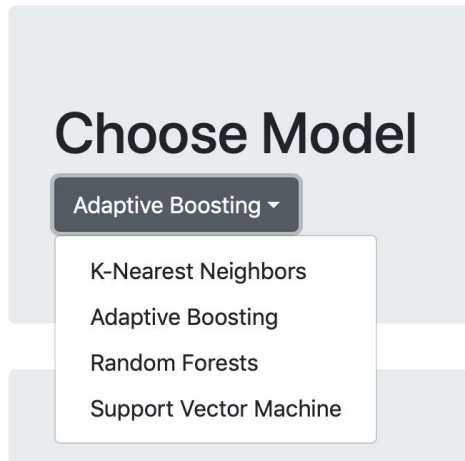 Choose Model
Adaptive Boosting
K-Nearest Neighbors
Adaptive Boosting
Random Forests
Support Vector Machine